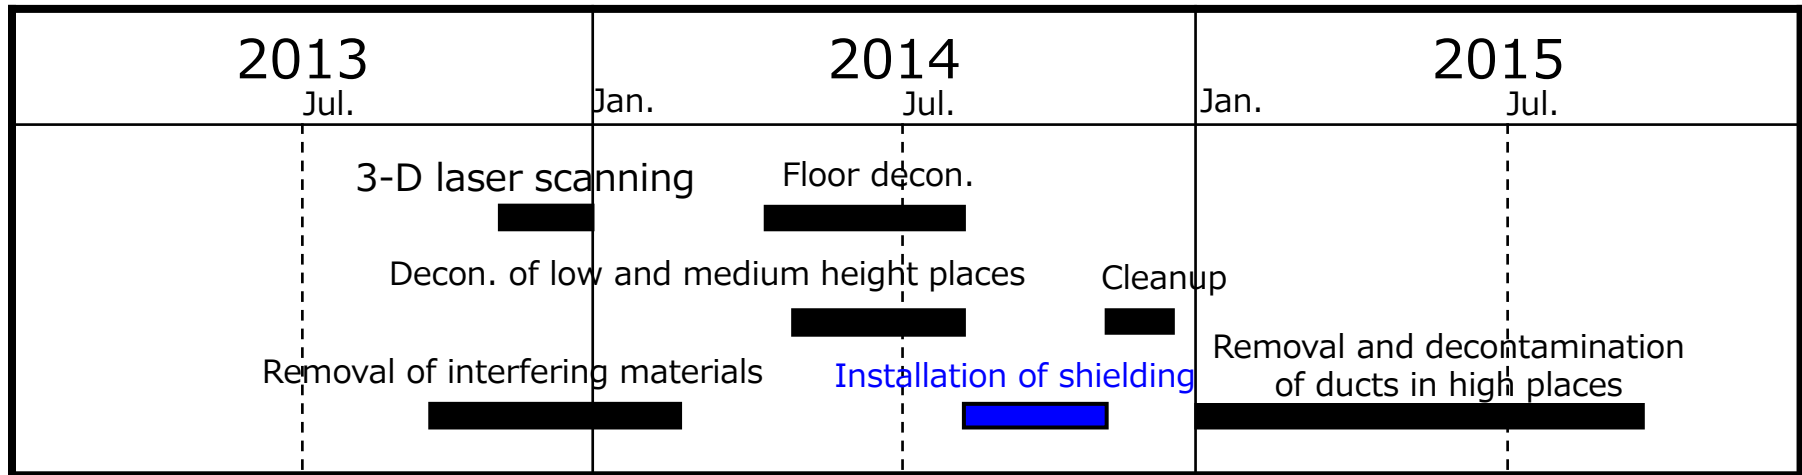 2013
2014
2015
Jul.
Jan.
Jul.
Jan.
Jul.
3-D laser scanning
Floor decon.
Decon. of low and medium height places
Cleanup
Removal of interfering materials
Installation of shielding
Removal and decontamination
of ducts in high places